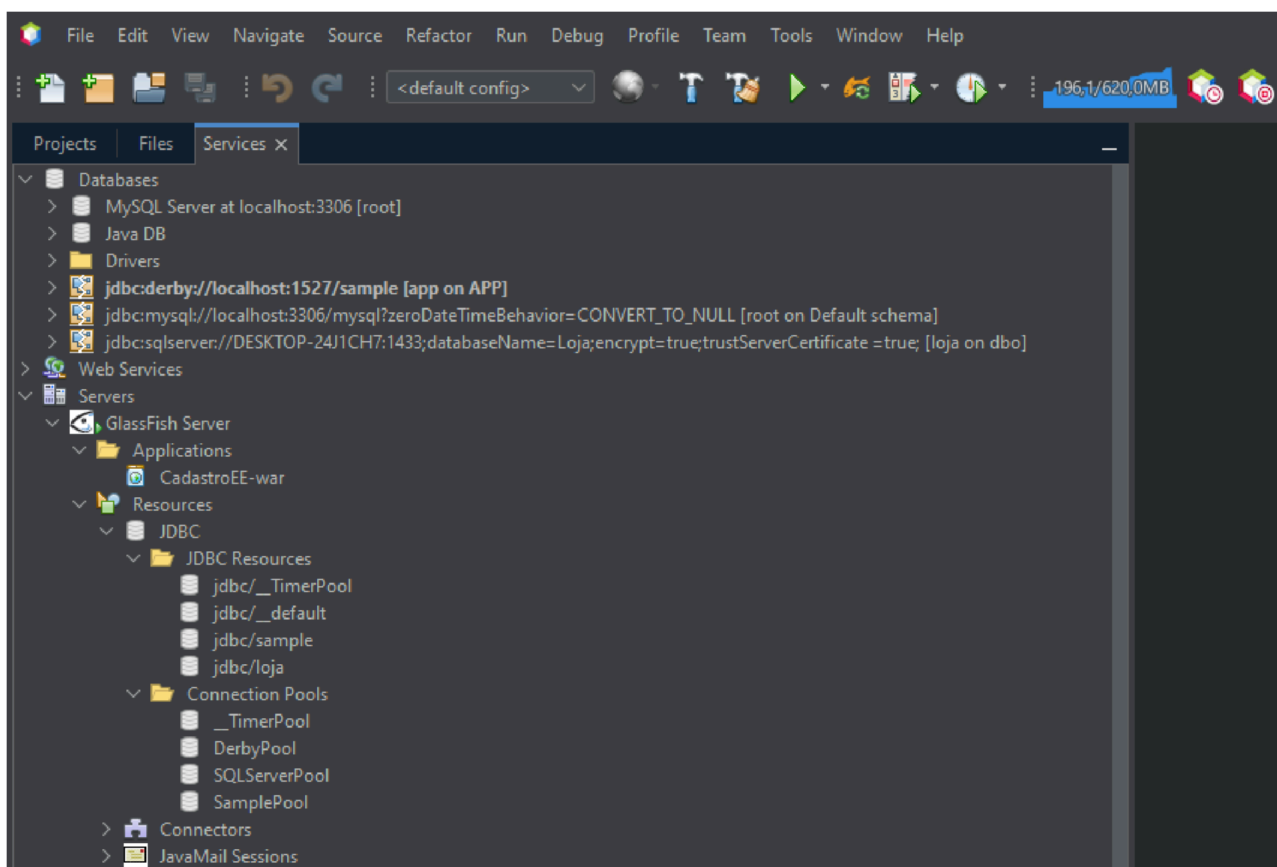 File Edit View Navigate Source Refactor Run Debug Profile Team Tools Window Help
<default config> 196,1/620,0MB
Projects Files Services
Databases
MySQL Server at localhost:3306 [root]
Java DB
Drivers
jdbc:derby://localhost:1527/sample [app on APP]
jdbc:mysql://localhost:3306/mysql?zeroDateTimeBehavior=CONVERT_TO_NULL [root on Default schema]
jdbc:sqlserver://DESKTOP-24J1CH7:1433;databaseName=Loja;encrypt=true;trustServerCertificate =true; [loja on dbo]
Web Services
Servers
GlassFish Server
Applications
CadastroEE-war
Resources
JDBC
JDBC Resources
jdbc/__TimerPool
jdbc/__default
jdbc/sample
jdbc/loja
Connection Pools
__TimerPool
DerbyPool
SQLServerPool
SamplePool
Connectors
JavaMail Sessions